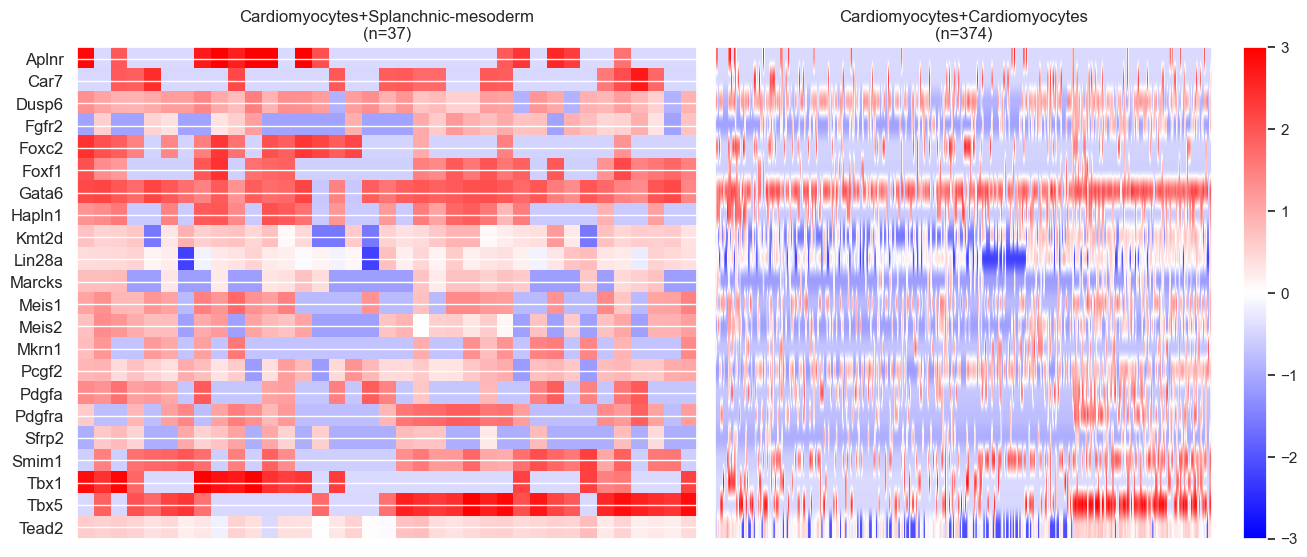 Cardiomyocytes+Splanchnic-mesoderm
(n=37)
Cardiomyocytes+Cardiomyocytes
(n=374)
Aplnr
Car7
Dusp6
Fgfr2
Foxc2
Foxf1
Gata6
Hapln1
Kmt2d
Lin28a
Marcks
Meis1
Meis2
Mkrn1
Pcgf2
Pdgfa
Pdgfra
Sfrp2
Smim1
Tbx1
Tbx5
Tead2
3
2
1
0
−1
−2
−3